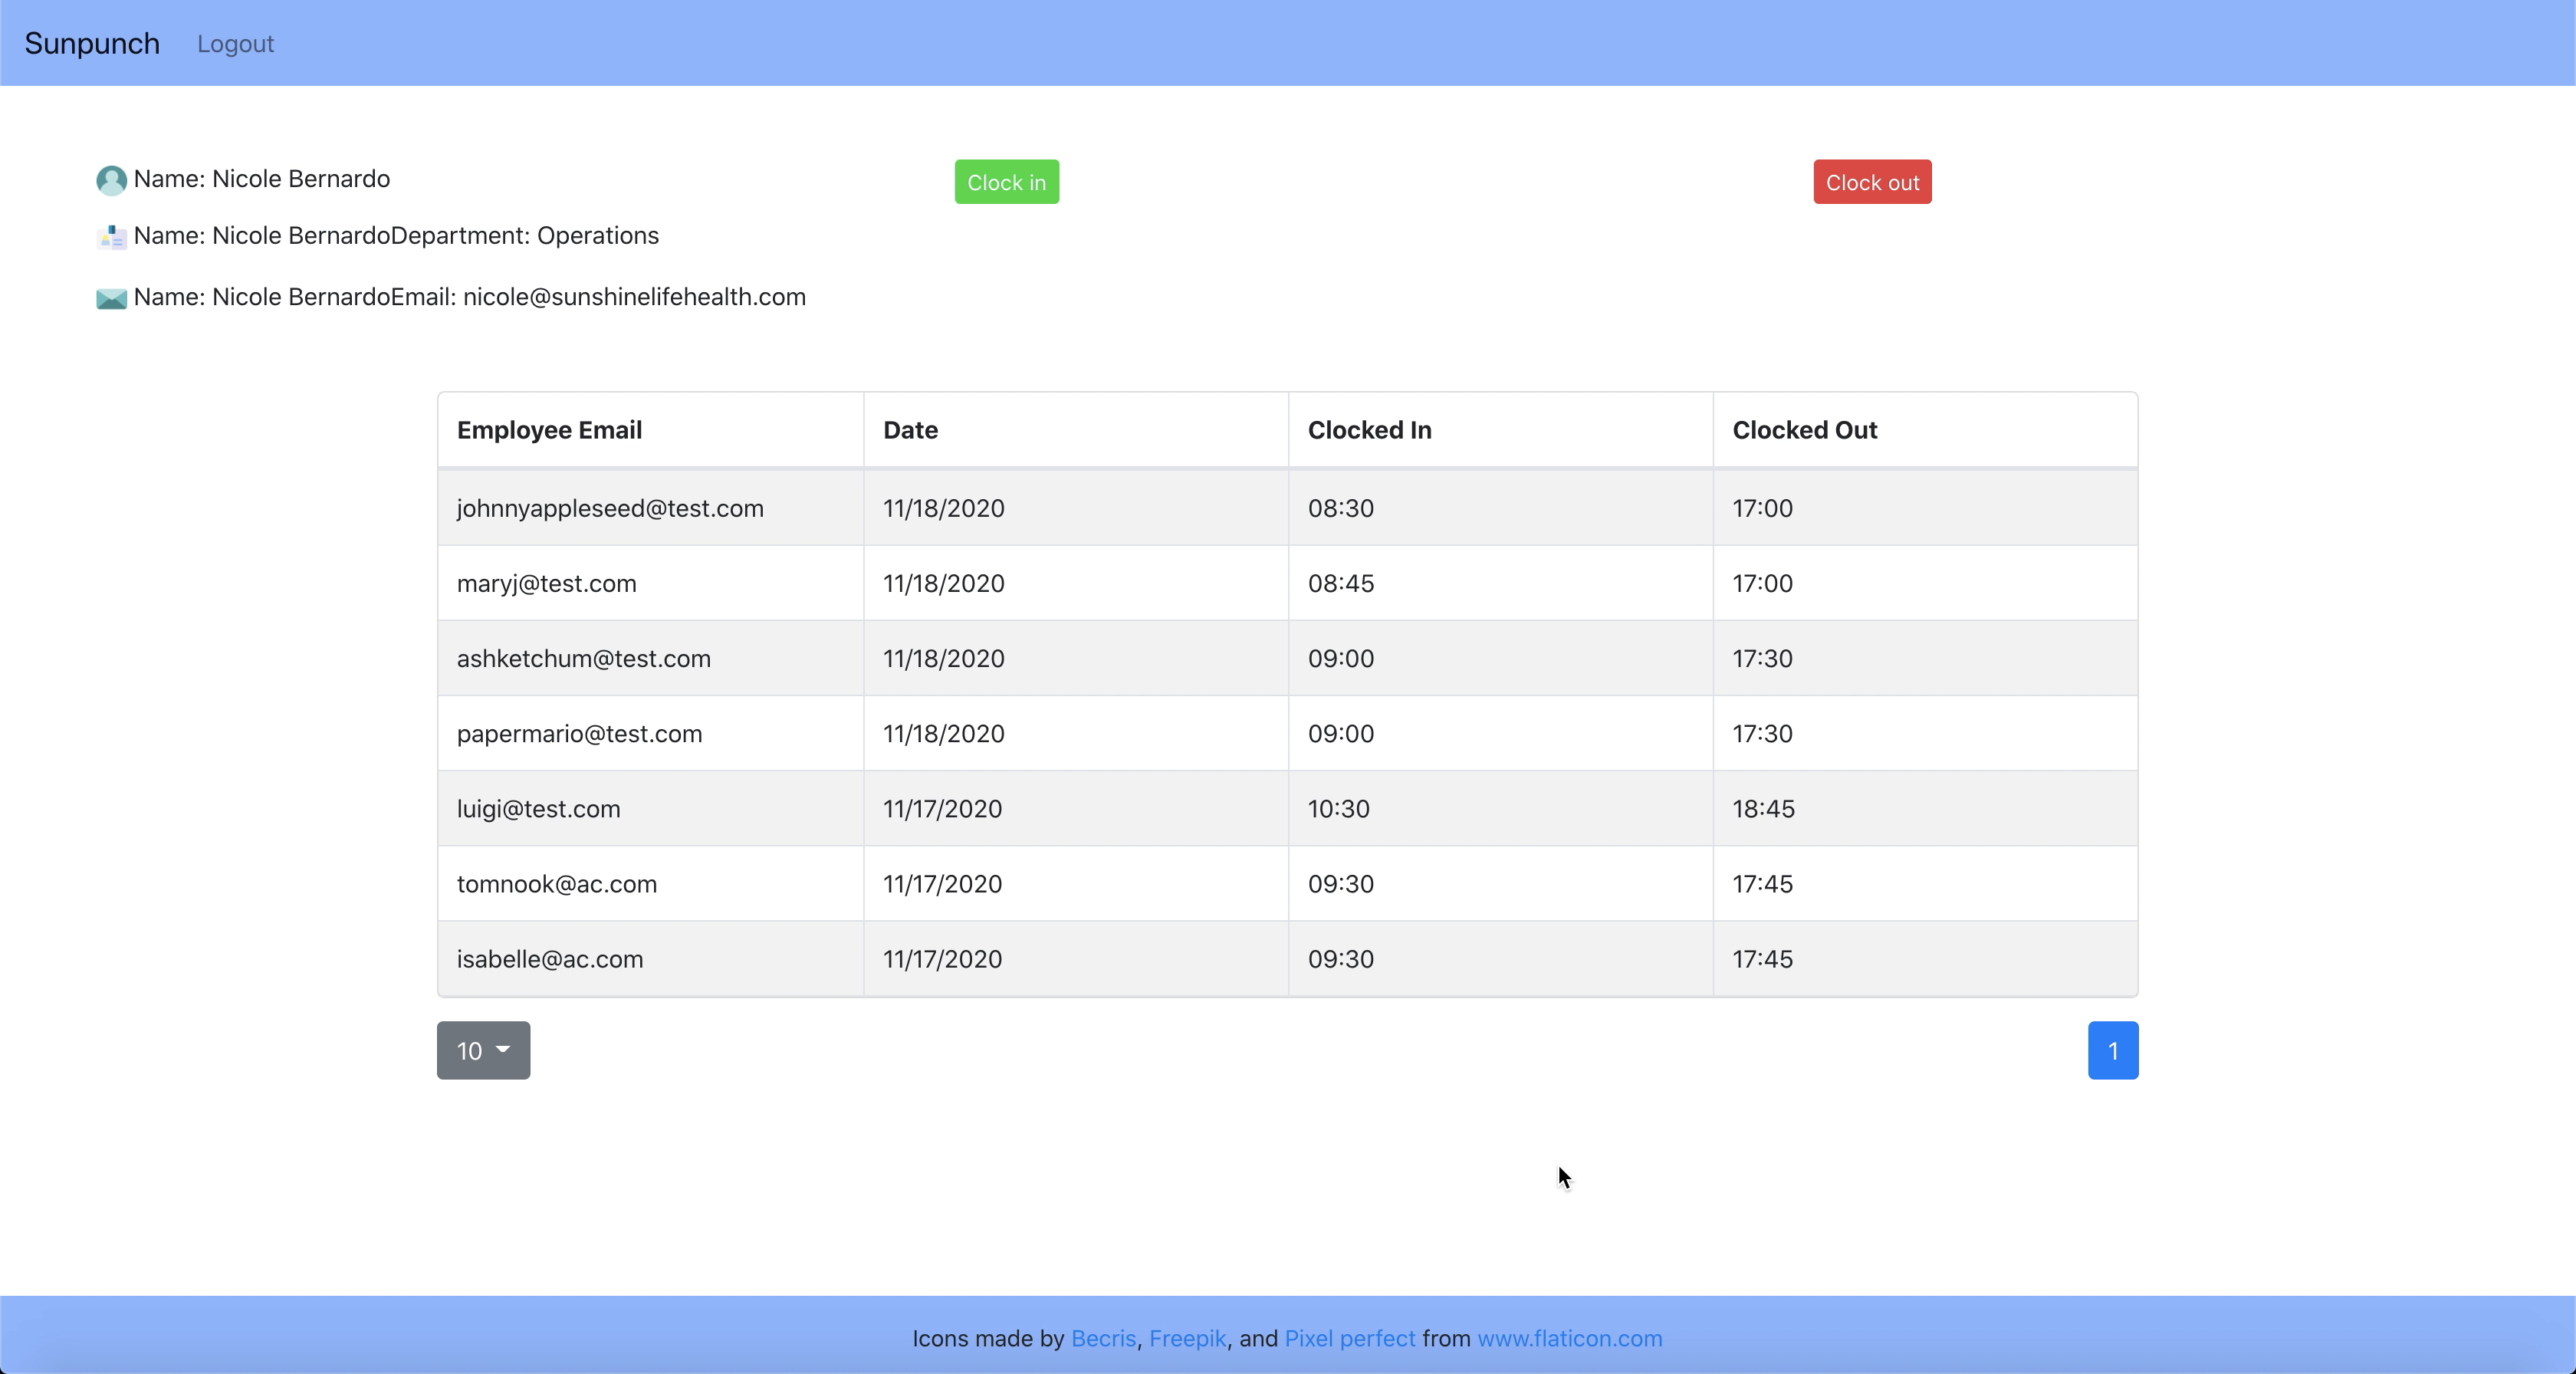 Sunpunch Logout
Name: Nicole Bernardo Clock in Clock out
Name: Nicole BernardoDepartment: Operations
Name: Nicole BernardoEmail: nicole@sunshinelifehealth.com
Employee Email Date Clocked In Clocked Out
johnnyappleseed@test.com 11/18/2020 08:30 17:00
maryj@test.com 11/18/2020 08:45 17:00
ashketchum@test.com 11/18/2020 09:00 17:30
papermario@test.com 11/18/2020 09:00 17:30
luigi@test.com 11/17/2020 10:30 18:45
tomnook@ac.com 11/17/2020 09:30 17:45
isabelle@ac.com 11/17/2020 09:30 17:45
10 1
Icons made by Becris, Freepik, and Pixel perfect from www.flaticon.com